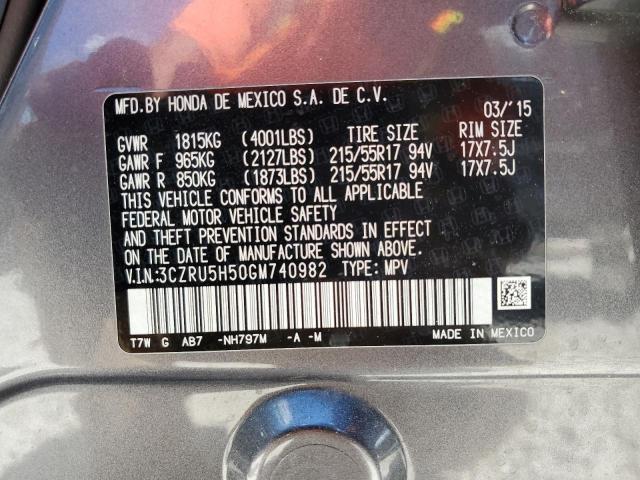 MFD.BY HONDA DE MEXICO S.A. DE C.V. 03/'15
GVWR 1815KG (4001LBS) TIRE SIZE RIM SIZE
GAWR F 965KG (2127LBS) 215/55R17 94V 17X7.5J
GAWR R 850KG (1873LBS) 215/55R17 94V 17X7.5J
THIS VEHICLE CONFORMS TO ALL APPLICABLE
FEDERAL MOTOR VEHICLE SAFETY
AND THEFT PREVENTION STANDARDS IN EFFECT
ON THE DATE OF MANUFACTURE SHOWN ABOVE.
V.I.N.:3CZRU5H50GM740982 TYPE: MPV
T7W G AB7 -NH797M -A -M MADE IN MEXICO